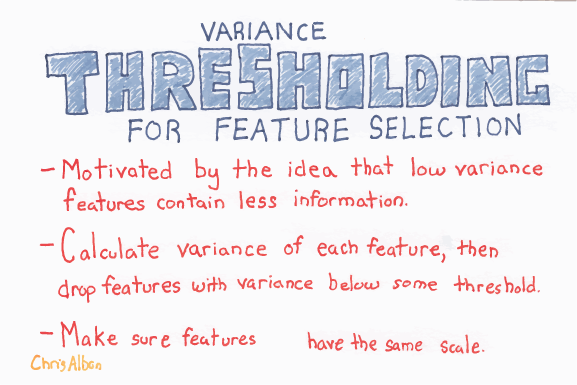 VARIANCE
THRESHOLDING
FOR FEATURE SELECTION
- Motivated by the idea that low variance
features contain less information.
- Calculate variance of each feature, then
drop features with variance below some threshold.
- Make sure features have the same scale.
Chris Albon